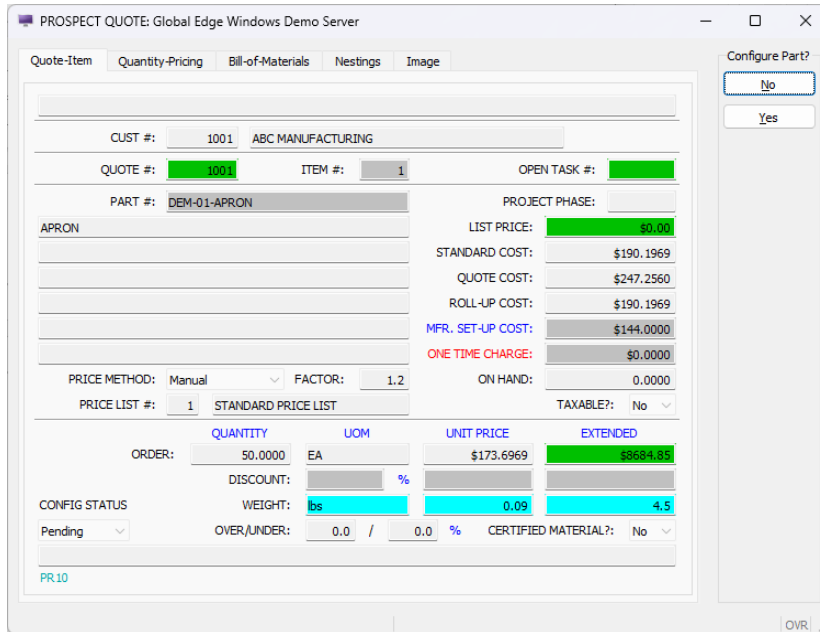 PROSPECT QUOTE: Global Edge Windows Demo Server
Quote-Item Quantity-Pricing Bill-of-Materials Nestings Image
Configure Part?
No
Yes
CUST #: 1001 ABC MANUFACTURING
QUOTE #: 1001 ITEM #: 1 OPEN TASK #:
PART #: DEM-01-APRON PROJECT PHASE:
APRON LIST PRICE: $0.00
STANDARD COST: $190.1969
QUOTE COST: $247.2560
ROLL-UP COST: $190.1969
MFR. SET-UP COST: $144.0000
ONE TIME CHARGE: $0.0000
PRICE METHOD: Manual FACTOR: 1.2 ON HAND: 0.0000
PRICE LIST #: 1 STANDARD PRICE LIST TAXABLE?: No
QUANTITY UOM UNIT PRICE EXTENDED
ORDER: 50.0000 EA $173.6969 $8684.85
DISCOUNT: %
CONFIG STATUS WEIGHT: lbs 0.09 4.5
Pending OVER/UNDER: 0.0 / 0.0 % CERTIFIED MATERIAL?: No
PR10
OVR